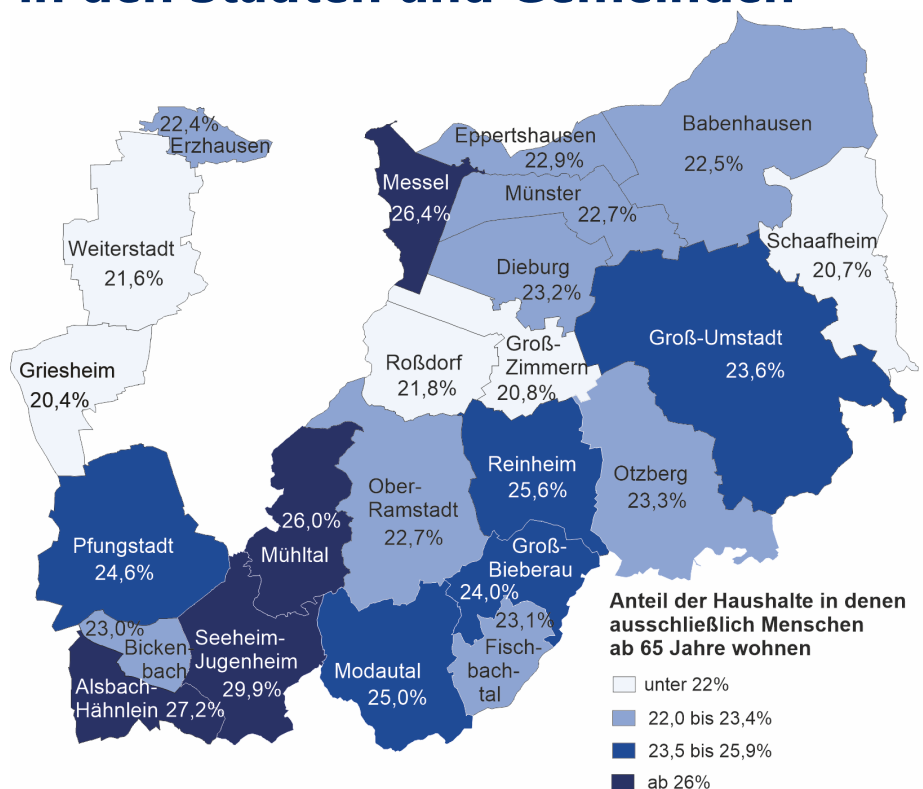 in den Städten und Gemeinden
22,4%
Erzhausen
Eppertshausen
22,9%
Babenhausen
22,5%
Messel
26,4%
Münster
22,7%
Weiterstadt
21,6%
Schaafheim
20,7%
Dieburg
23,2%
Griesheim
20,4%
Roßdorf
21,8%
Groß-
Zimmern
20,8%
Groß-Umstadt
23,6%
Reinheim
25,6%
Otzberg
23,3%
Ober-
Ramstadt
22,7%
26,0%
Mühltal
Pfungstadt
24,6%
Groß-
Bieberau
24,0%
23,1%
Fisch-
bach-
tal
23,0%
Bicken-
bach
Seeheim-
Jugenheim
29,9%
Modautal
25,0%
Alsbach-
Hähnlein 27,2%
Anteil der Haushalte in denen
ausschließlich Menschen
ab 65 Jahre wohnen
unter 22%
22,0 bis 23,4%
23,5 bis 25,9%
ab 26%